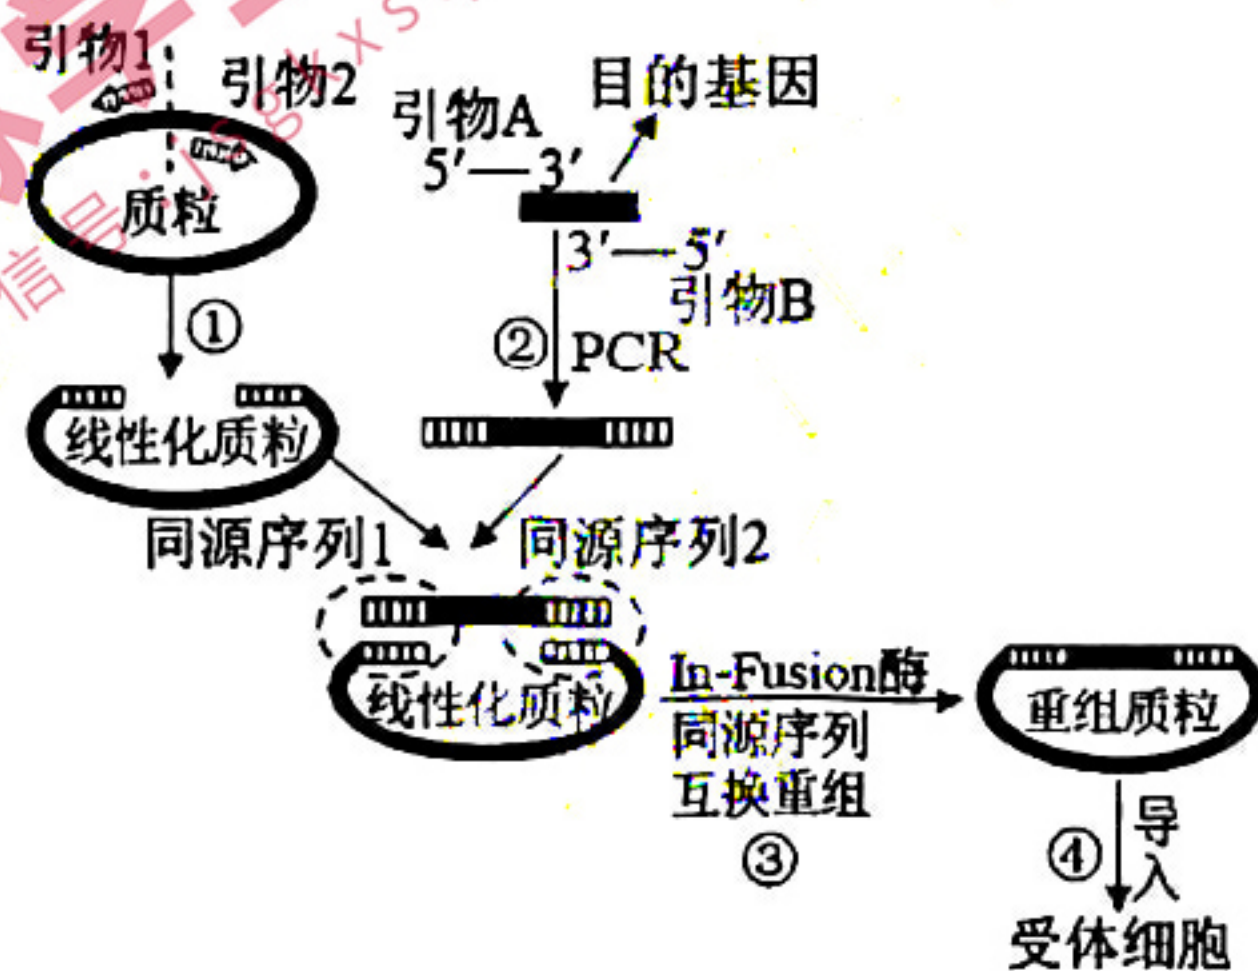 引物1
引物2
引物A
目的基因
5′—3′
质粒
3′—5′
引物B
①
② PCR
线性化质粒
同源序列1
同源序列2
线性化质粒
In-Fusion酶
同源序列
互换重组
③
重组质粒
④
导入
受体细胞
信号:
gkxs